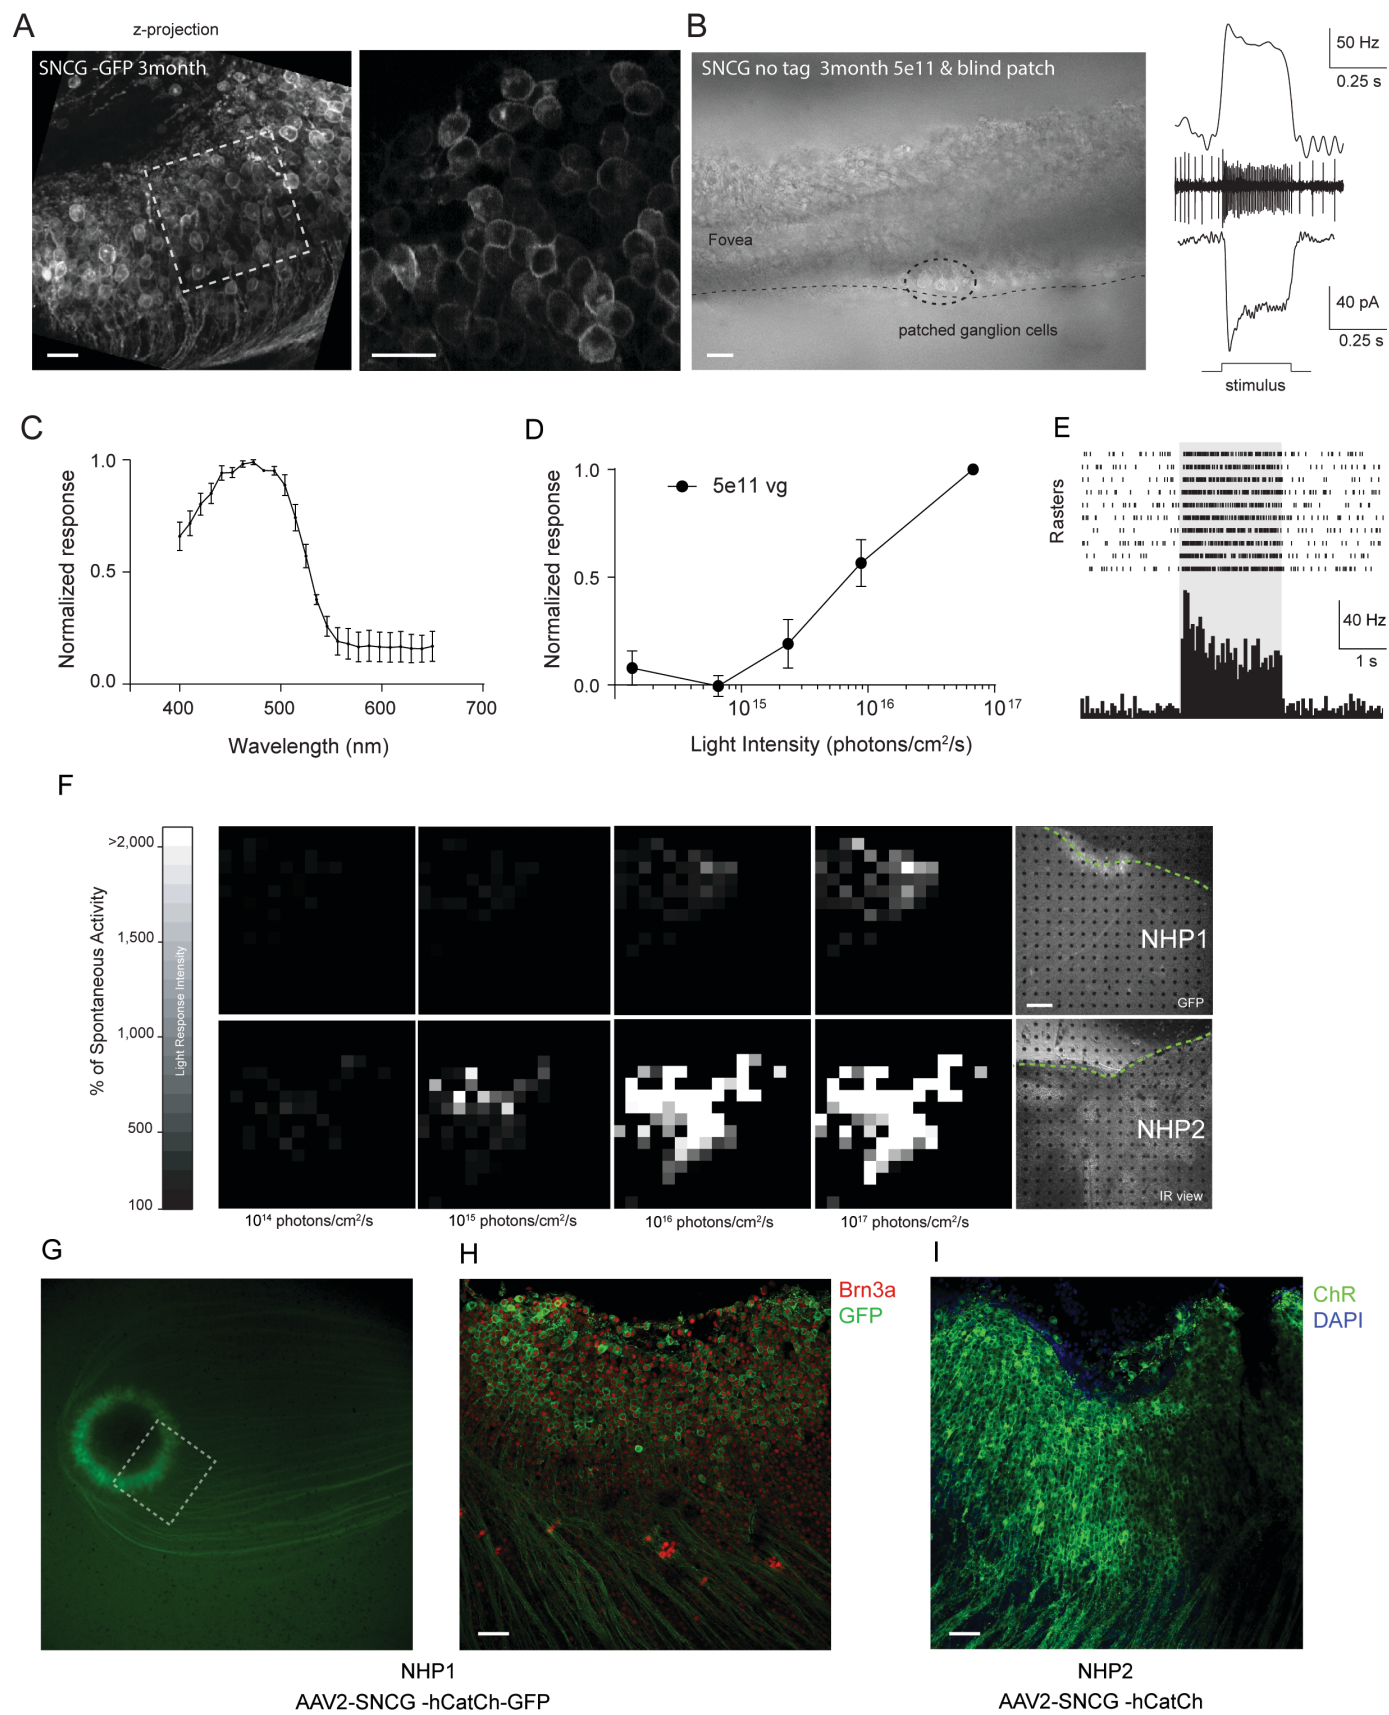 A
z-projection
SNCG -GFP 3month
B
SNCG no tag 3month 5e11 & blind patch
Fovea
patched ganglion cells
50 Hz
0.25 s
40 pA
0.25 s
stimulus
C
Normalized response
1.0
0.5
0.0
400 500 600 700
Wavelength (nm)
D
Normalized response
1.0
0.5
0.0
5e11 vg
10¹⁵ 10¹⁶ 10¹⁷
Light Intensity (photons/cm²/s)
E
Rasters
40 Hz
1 s
F
% of Spontaneous Activity
>2,000
1,500
1,000
500
100
Light Response Intensity
NHP1
GFP
NHP2
IR view
10¹⁴ photons/cm²/s
10¹⁵ photons/cm²/s
10¹⁶ photons/cm²/s
10¹⁷ photons/cm²/s
G
H
Brn3a
GFP
I
ChR
DAPI
NHP1
AAV2-SNCG -hCatCh-GFP
NHP2
AAV2-SNCG -hCatCh